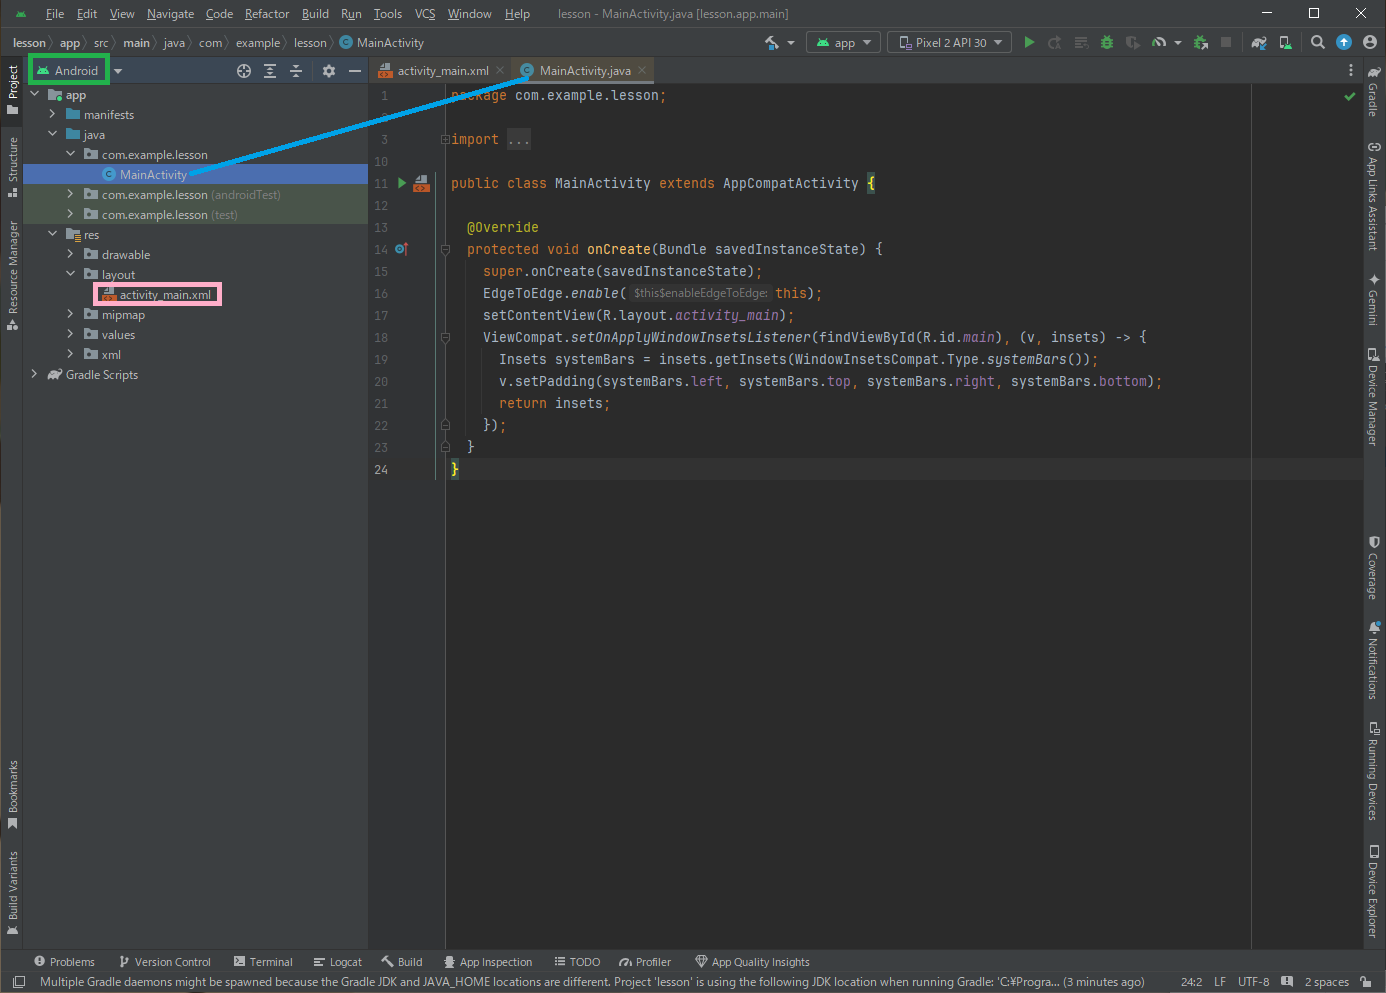 File Edit View Navigate Code Refactor Build Run Tools VCS Window Help lesson - MainActivity.java [lesson.app.main]
lesson app src main java com example lesson MainActivity
app Pixel 2 API 30
Android
activity_main.xml MainActivity.java
Project
Structure
Resource Manager
Bookmarks
Build Variants
app
manifests
java
com.example.lesson
MainActivity
com.example.lesson (androidTest)
com.example.lesson (test)
res
drawable
layout
activity_main.xml
mipmap
values
xml
Gradle Scripts
1 package com.example.lesson;
3 import ...
10
11 public class MainActivity extends AppCompatActivity {
12
13 @Override
14 protected void onCreate(Bundle savedInstanceState) {
15 super.onCreate(savedInstanceState);
16 EdgeToEdge.enable( $this$enableEdgeToEdge: this);
17 setContentView(R.layout.activity_main);
18 ViewCompat.setOnApplyWindowInsetsListener(findViewById(R.id.main), (v, insets) -> {
19 Insets systemBars = insets.getInsets(WindowInsetsCompat.Type.systemBars());
20 v.setPadding(systemBars.left, systemBars.top, systemBars.right, systemBars.bottom);
21 return insets;
22 });
23 }
24 }
Gradle
App Links Assistant
Gemini
Device Manager
Coverage
Notifications
Running Devices
Device Explorer
Problems Version Control Terminal Logcat Build App Inspection TODO Profiler App Quality Insights
Multiple Gradle daemons might be spawned because the Gradle JDK and JAVA_HOME locations are different. Project 'lesson' is using the following JDK location when running Gradle: 'C:¥Progra... (3 minutes ago) 24:2 LF UTF-8 2 spaces